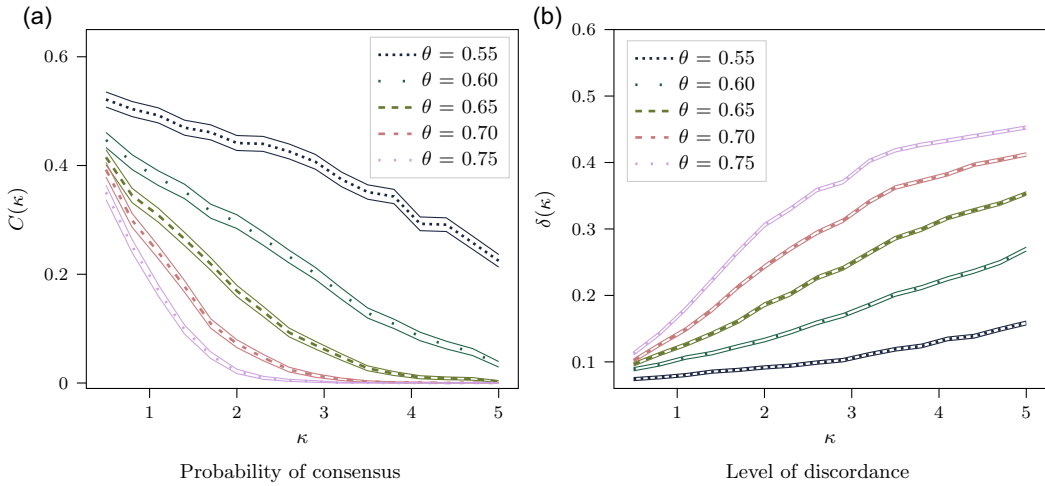 (a)
0.6
0.4
0.2
0
C(κ)
1 2 3 4 5
κ
θ = 0.55
θ = 0.60
θ = 0.65
θ = 0.70
θ = 0.75
Probability of consensus
(b)
0.6
0.5
0.4
0.3
0.2
0.1
δ(κ)
1 2 3 4 5
κ
θ = 0.55
θ = 0.60
θ = 0.65
θ = 0.70
θ = 0.75
Level of discordance